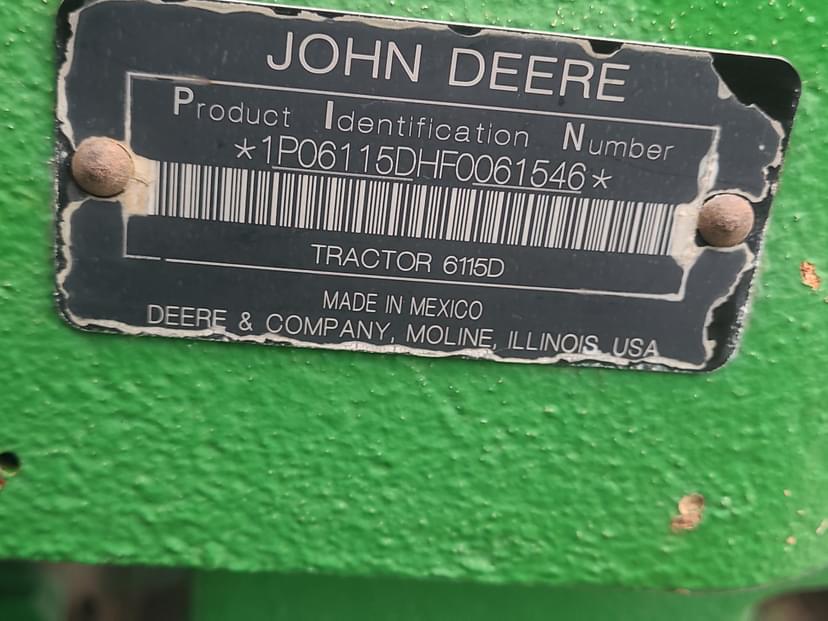 JOHN DEERE
Product Identification Number
*1P06115DHF0061546*
TRACTOR 6115D
MADE IN MEXICO
DEERE & COMPANY, MOLINE, ILLINOIS USA